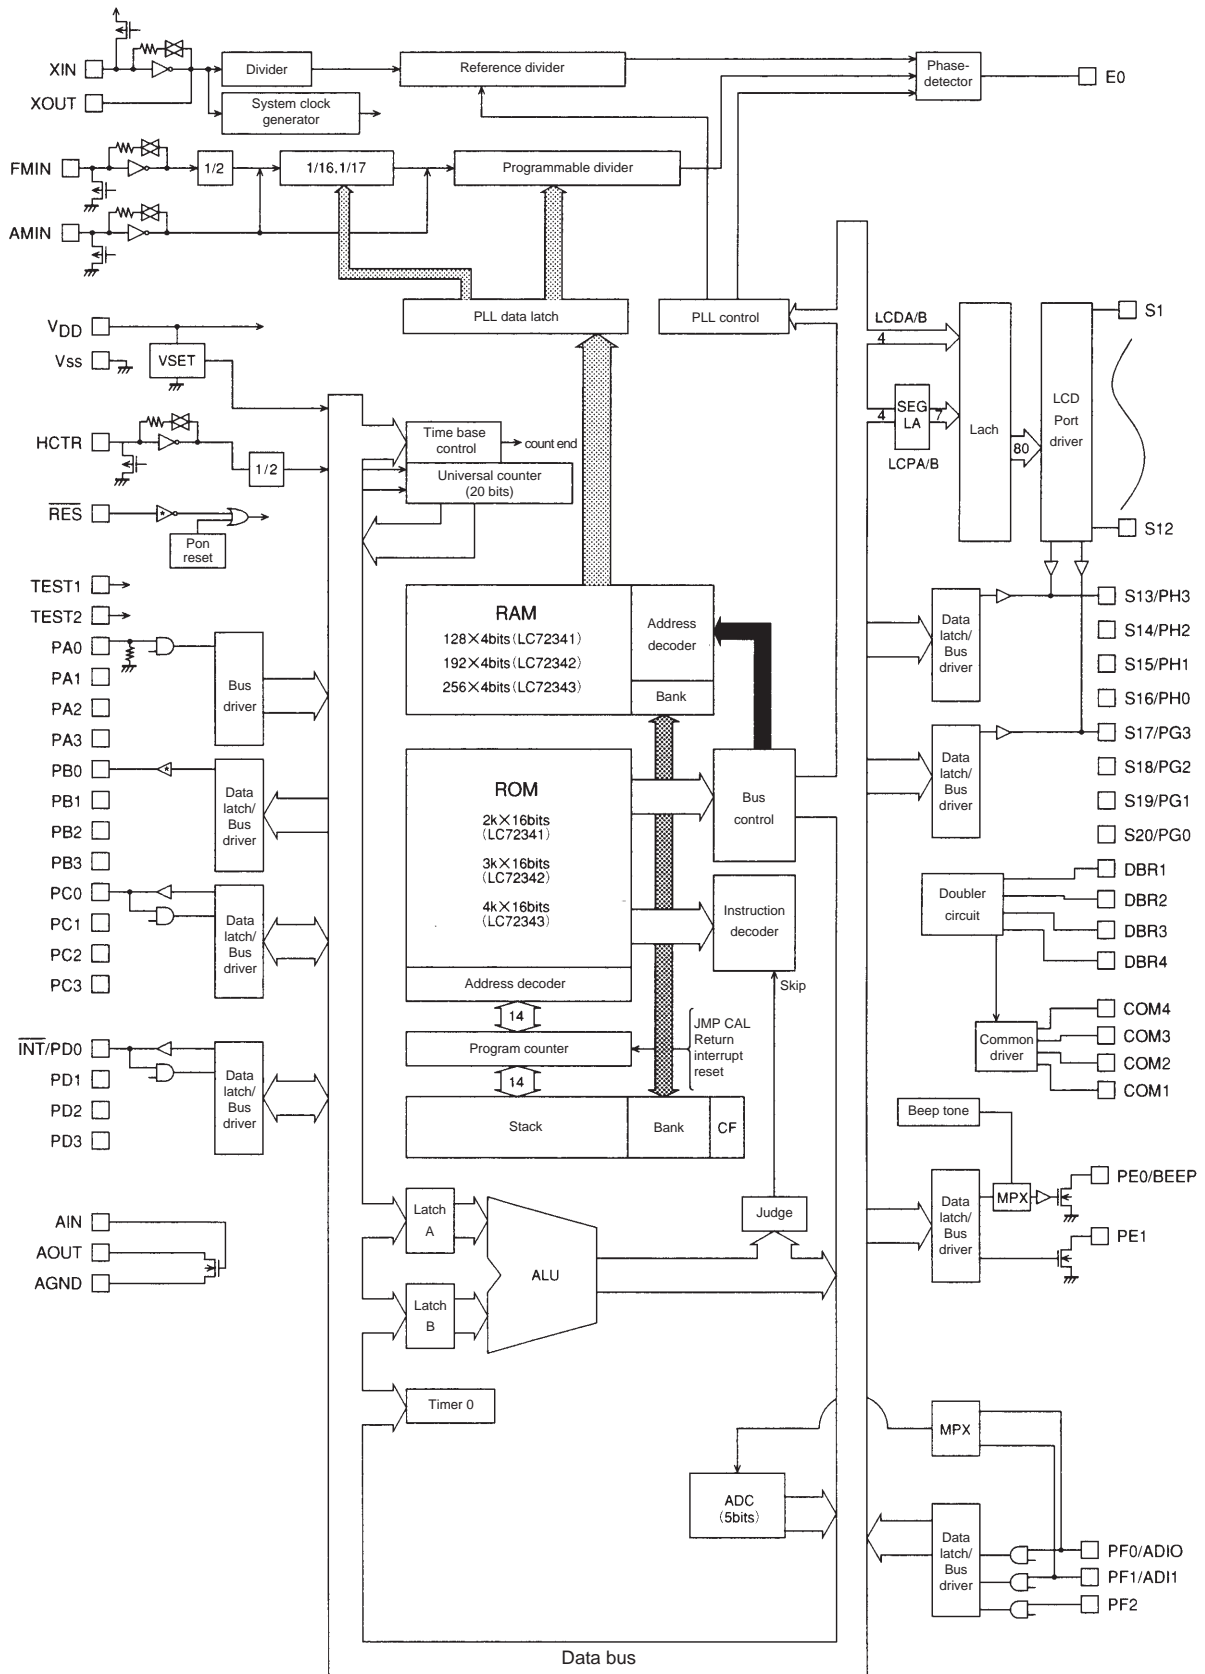 XIN
XOUT
Divider
Reference divider
Phase-
detector
E0
System clock
generator
FMIN
1/2
1/16,1/17
Programmable divider
AMIN
PLL data latch
PLL control
VDD
Vss
VSET
HCTR
1/2
RES
*
Pon
reset
Time base
control
count end
Universal counter
(20 bits)
LCDA/B
4
4
SEG
LA
7
LCPA/B
Lach
80
LCD
Port
driver
S1
S12
TEST1
TEST2
PA0
PA1
PA2
PA3
Bus
driver
PB0
PB1
PB2
PB3
*
Data
latch/
Bus
driver
PC0
PC1
PC2
PC3
Data
latch/
Bus
driver
INT/PD0
PD1
PD2
PD3
Data
latch/
Bus
driver
AIN
AOUT
AGND
RAM
128×4bits(LC72341)
192×4bits(LC72342)
256×4bits(LC72343)
Address
decoder
Bank
ROM
2k×16bits
(LC72341)
3k×16bits
(LC72342)
4k×16bits
(LC72343)
Address decoder
Bus
control
Instruction
decoder
Skip
14
Program counter
JMP CAL
Return
interrupt
reset
14
Stack
Bank
CF
Latch
A
Latch
B
ALU
Judge
Timer 0
ADC
(5bits)
Data bus
Data
latch/
Bus
driver
S13/PH3
S14/PH2
S15/PH1
S16/PH0
Data
latch/
Bus
driver
S17/PG3
S18/PG2
S19/PG1
S20/PG0
Doubler
circuit
DBR1
DBR2
DBR3
DBR4
Common
driver
COM4
COM3
COM2
COM1
Beep tone
Data
latch/
Bus
driver
MPX
PE0/BEEP
PE1
MPX
Data
latch/
Bus
driver
PF0/ADIO
PF1/ADI1
PF2